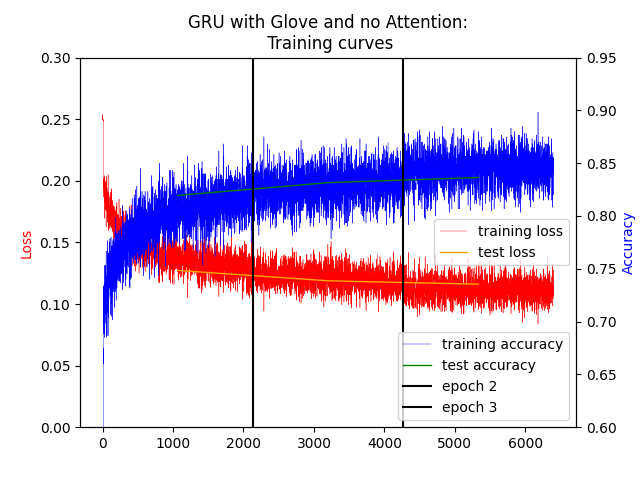 GRU with Glove and no Attention:
Training curves
0.30
0.25
0.20
0.15
0.10
0.05
0.00
Loss
0.95
0.90
0.85
0.80
0.75
0.70
0.65
0.60
Accuracy
training loss
test loss
training accuracy
test accuracy
epoch 2
epoch 3
0 1000 2000 3000 4000 5000 6000